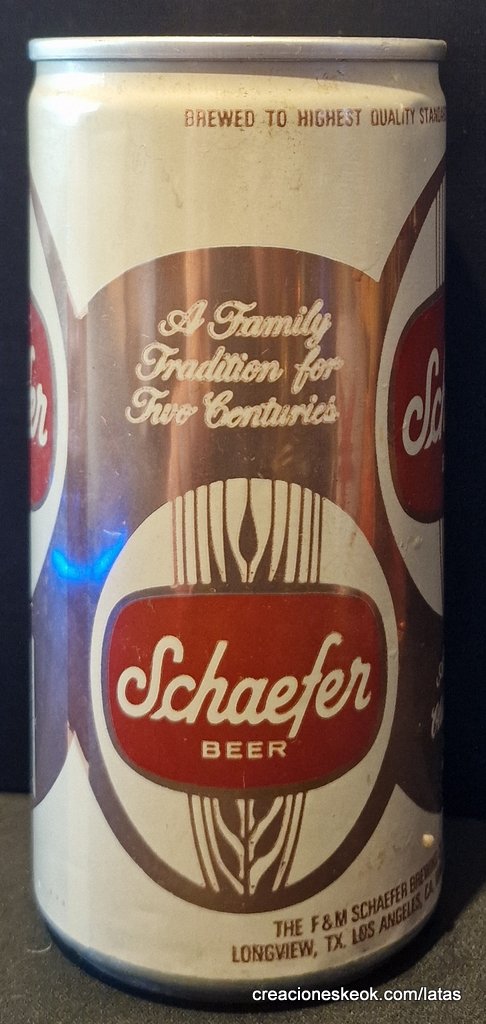 BREWED TO HIGHEST QUALITY
A Family
Tradition for
Two Centuries
Schaefer
BEER
THE F&M SCHAEFER
LONGVIEW, TX. LOS ANGELES, CA.
creacioneskeok.com/latas